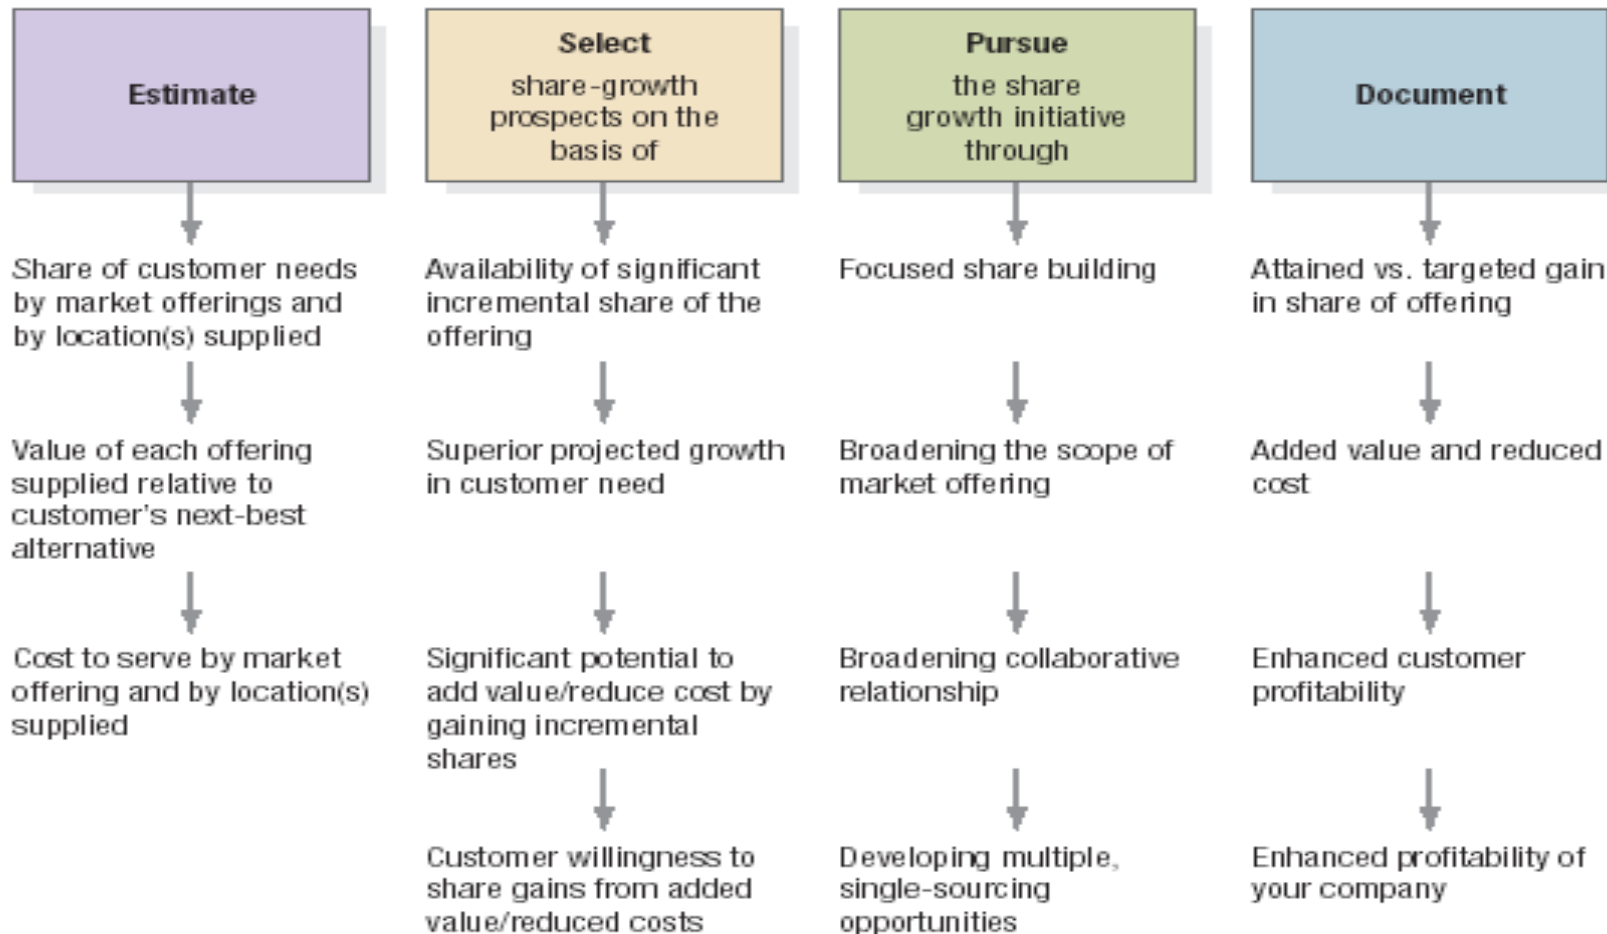 Estimate
Share of customer needs
by market offerings and
by location(s) supplied
Value of each offering
supplied relative to
customer's next-best
alternative
Cost to serve by market
offering and by location(s)
supplied
Select
share-growth
prospects on the
basis of
Availability of significant
incremental share of the
offering
Superior projected growth
in customer need
Significant potential to
add value/reduce cost by
gaining incremental
shares
Customer willingness to
share gains from added
value/reduced costs
Pursue
the share
growth initiative
through
Focused share building
Broadening the scope of
market offering
Broadening collaborative
relationship
Developing multiple,
single-sourcing
opportunities
Document
Attained vs. targeted gain
in share of offering
Added value and reduced
cost
Enhanced customer
profitability
Enhanced profitability of
your company